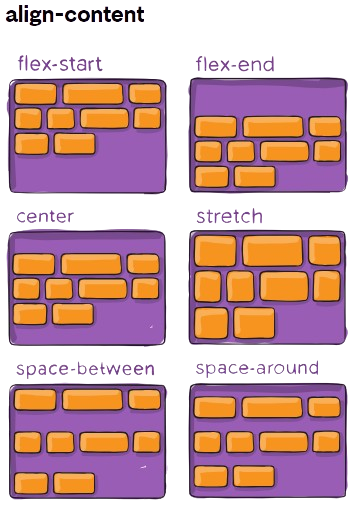 align-content
flex-start
flex-end
center
stretch
space-between
space-around